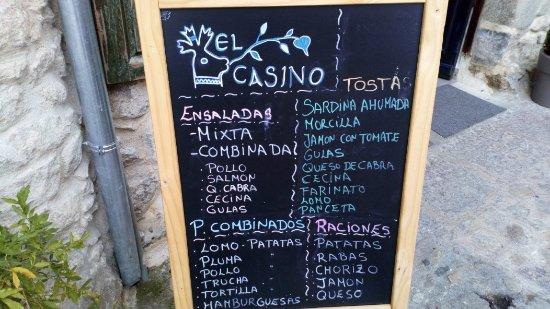 EL
CASINO
ENSALADAS
-MIXTA
-COMBINADA
· POLLO
· SALMÓN
· Q. CABRA
· CECINA
· GULAS
P. COMBINADOS
· LOMO - PATATAS
· PLUMA
· POLLO
· TRUCHA
· TORTILLA
· HAMBURGUESAS
TOSTAS
SARDINA AHUMADA
MORCILLA
JAMON CON TOMATE
GULAS
QUESO DE CABRA
CECINA
FARINATO
LOMO
PANCETA
RACIONES
PATATAS
RABAS
CHORIZO
JAMON
QUESO